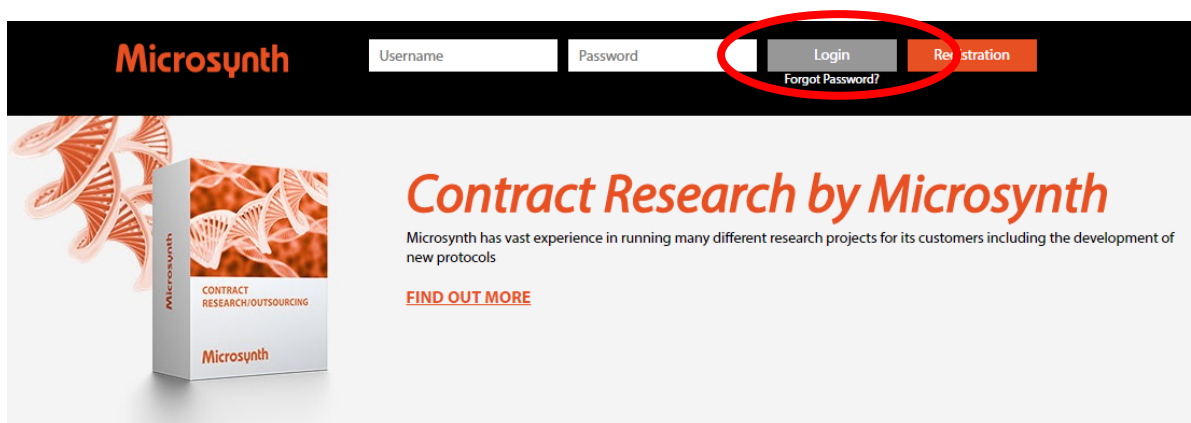 Microsynth
Username
Password
Login
Registration
Forgot Password?
Contract Research by Microsynth
Microsynth has vast experience in running many different research projects for its customers including the development of
new protocols
FIND OUT MORE
Microsynth
CONTRACT
RESEARCH/OUTSOURCING
Microsynth